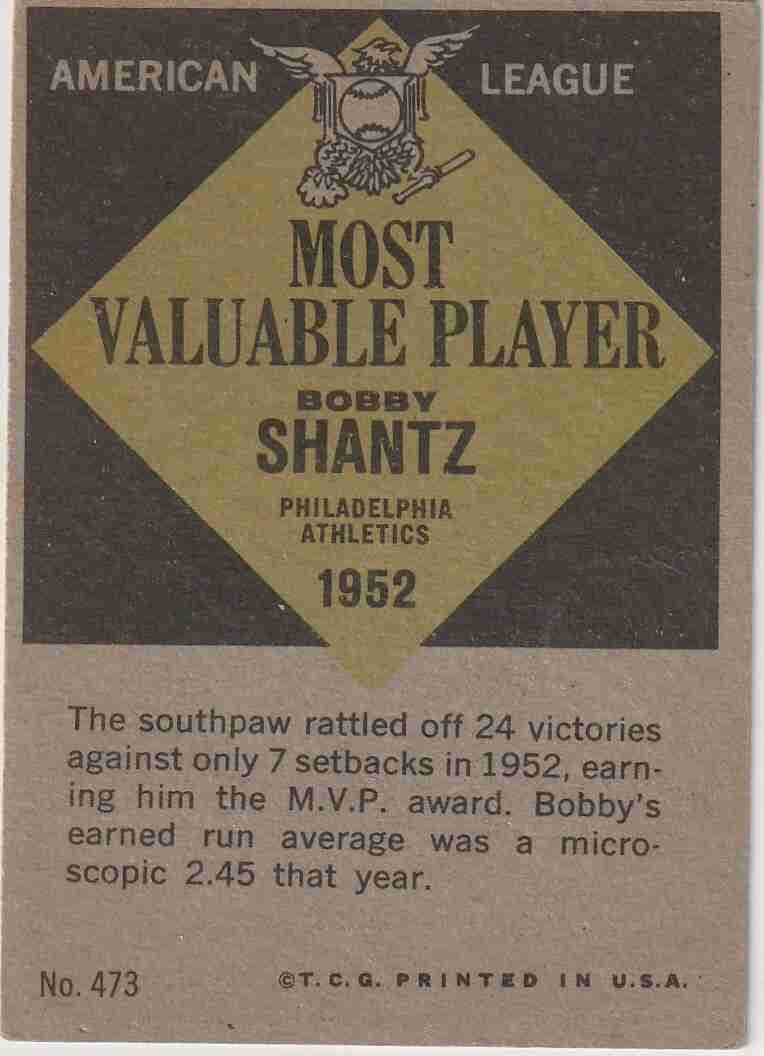 AMERICAN LEAGUE
MOST
VALUABLE PLAYER
BOBBY
SHANTZ
PHILADELPHIA
ATHLETICS
1952
The southpaw rattled off 24 victories
against only 7 setbacks in 1952, earn-
ing him the M.V.P. award. Bobby's
earned run average was a micro-
scopic 2.45 that year.
No. 473 ©T.C.G. PRINTED IN U.S.A.